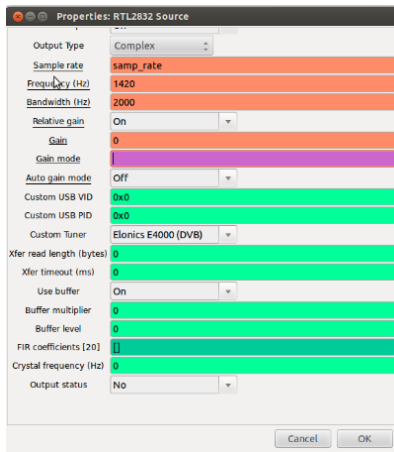 Properties: RTL2832 Source
Output Type Complex
Sample rate samp_rate
Frequency (Hz) 1420
Bandwidth (Hz) 2000
Relative gain On
Gain 0
Gain mode
Auto gain mode Off
Custom USB VID 0x0
Custom USB PID 0x0
Custom Tuner Elonics E4000 (DVB)
Xfer read length (bytes) 0
Xfer timeout (ms) 0
Use buffer On
Buffer multiplier 0
Buffer level 0
FIR coefficients [20] []
Crystal frequency (Hz) 0
Output status No
Cancel OK